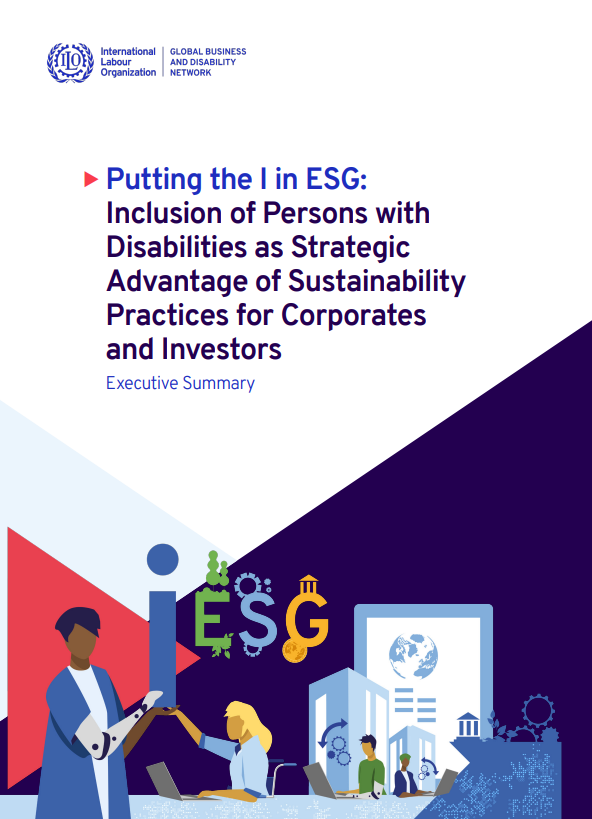 International
Labour
Organization
GLOBAL BUSINESS
AND DISABILITY
NETWORK
ILO
Putting the I in ESG:
Inclusion of Persons with
Disabilities as Strategic
Advantage of Sustainability
Practices for Corporates
and Investors
Executive Summary
i
ESG